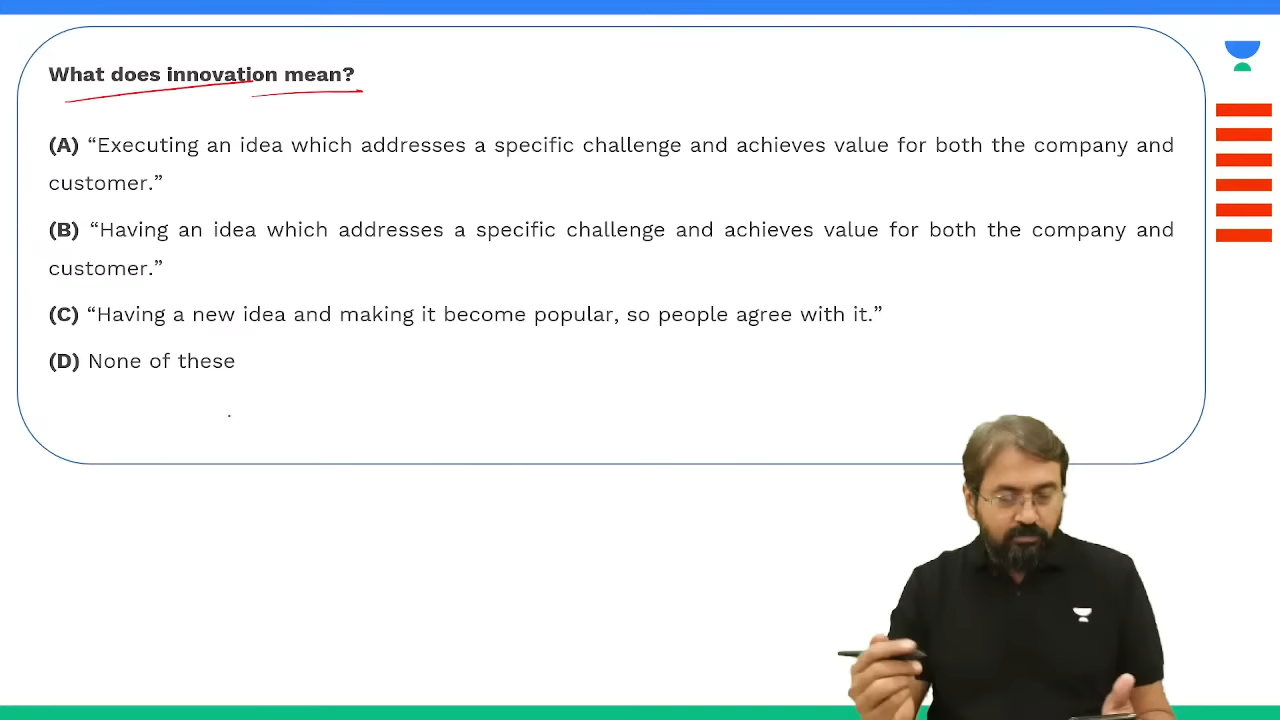 What does innovation mean?
(A) “Executing an idea which addresses a specific challenge and achieves value for both the company and
customer.”
(B) “Having an idea which addresses a specific challenge and achieves value for both the company and
customer.”
(C) “Having a new idea and making it become popular, so people agree with it.”
(D) None of these